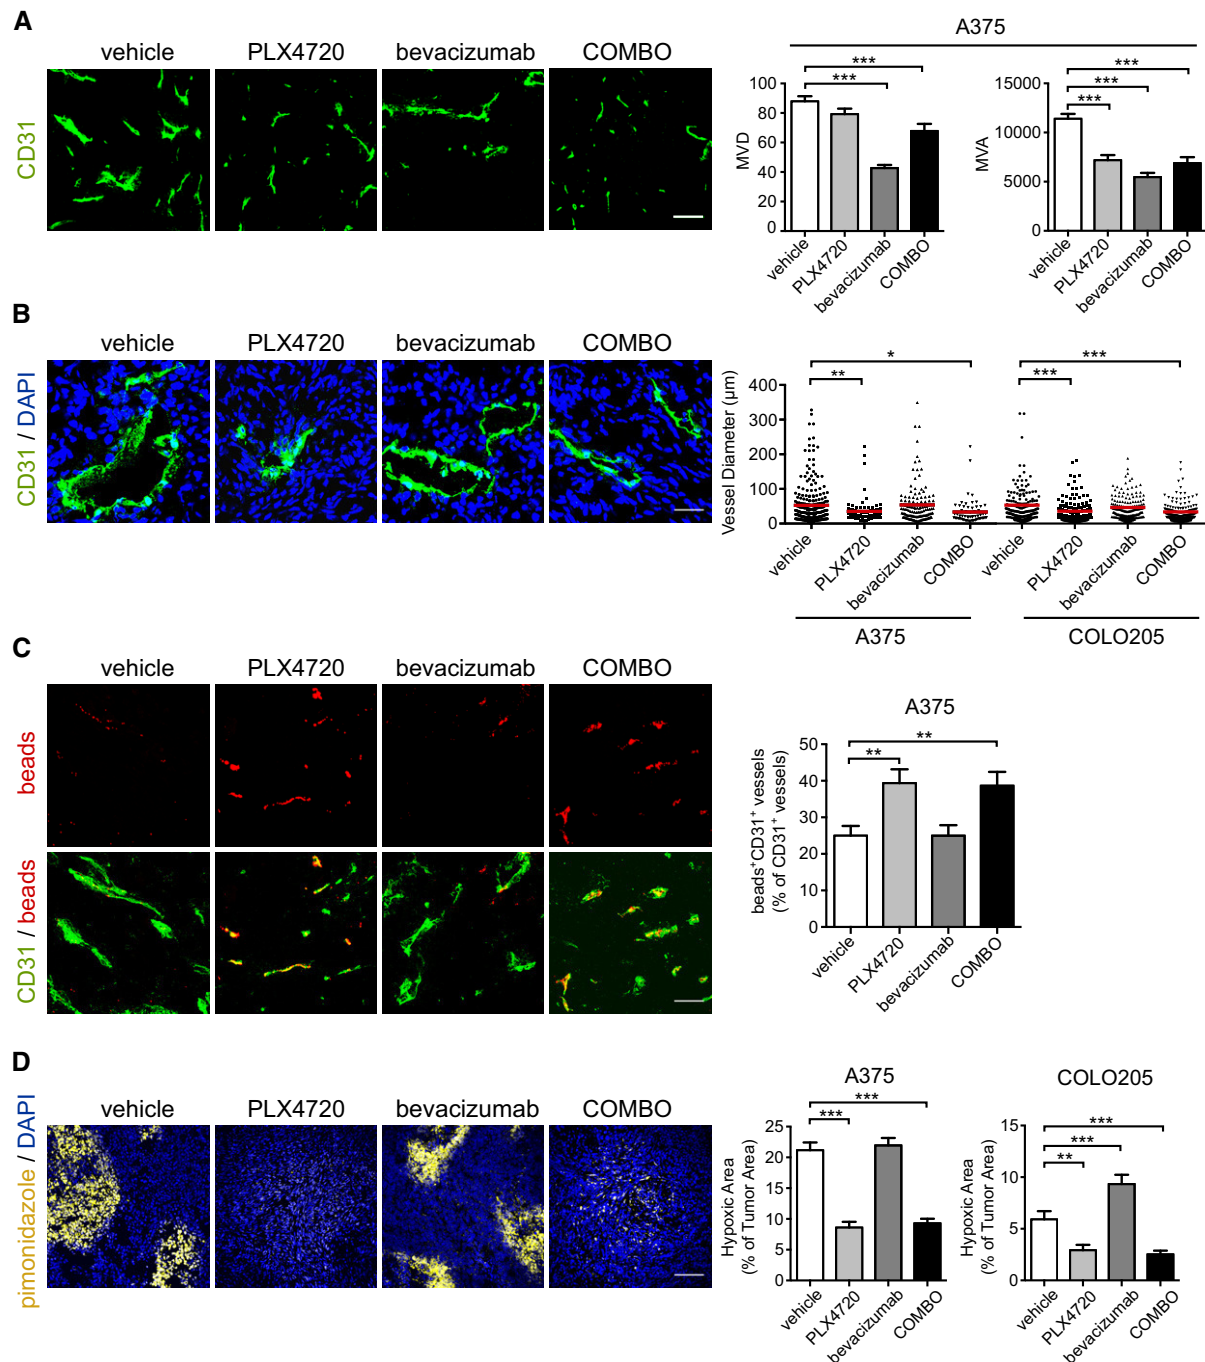 A
vehicle PLX4720 bevacizumab COMBO
CD31
A375
*** ***
MVD
100
80
60
40
20
0
vehicle PLX4720 bevacizumab COMBO
*** *** ***
MVA
15000
10000
5000
0
vehicle PLX4720 bevacizumab COMBO
B
vehicle PLX4720 bevacizumab COMBO
CD31 / DAPI
* ** *** ***
Vessel Diameter (µm)
400
300
200
100
0
vehicle PLX4720 bevacizumab COMBO vehicle PLX4720 bevacizumab COMBO
A375 COLO205
C
vehicle PLX4720 bevacizumab COMBO
beads
CD31 / beads
A375
** **
beads+CD31+ vessels
(% of CD31+ vessels)
50
40
30
20
10
0
vehicle PLX4720 bevacizumab COMBO
D
vehicle PLX4720 bevacizumab COMBO
pimonidazole / DAPI
A375
*** ***
Hypoxic Area
(% of Tumor Area)
25
20
15
10
5
0
vehicle PLX4720 bevacizumab COMBO
COLO205
*** *** **
Hypoxic Area
(% of Tumor Area)
15
10
5
0
vehicle PLX4720 bevacizumab COMBO